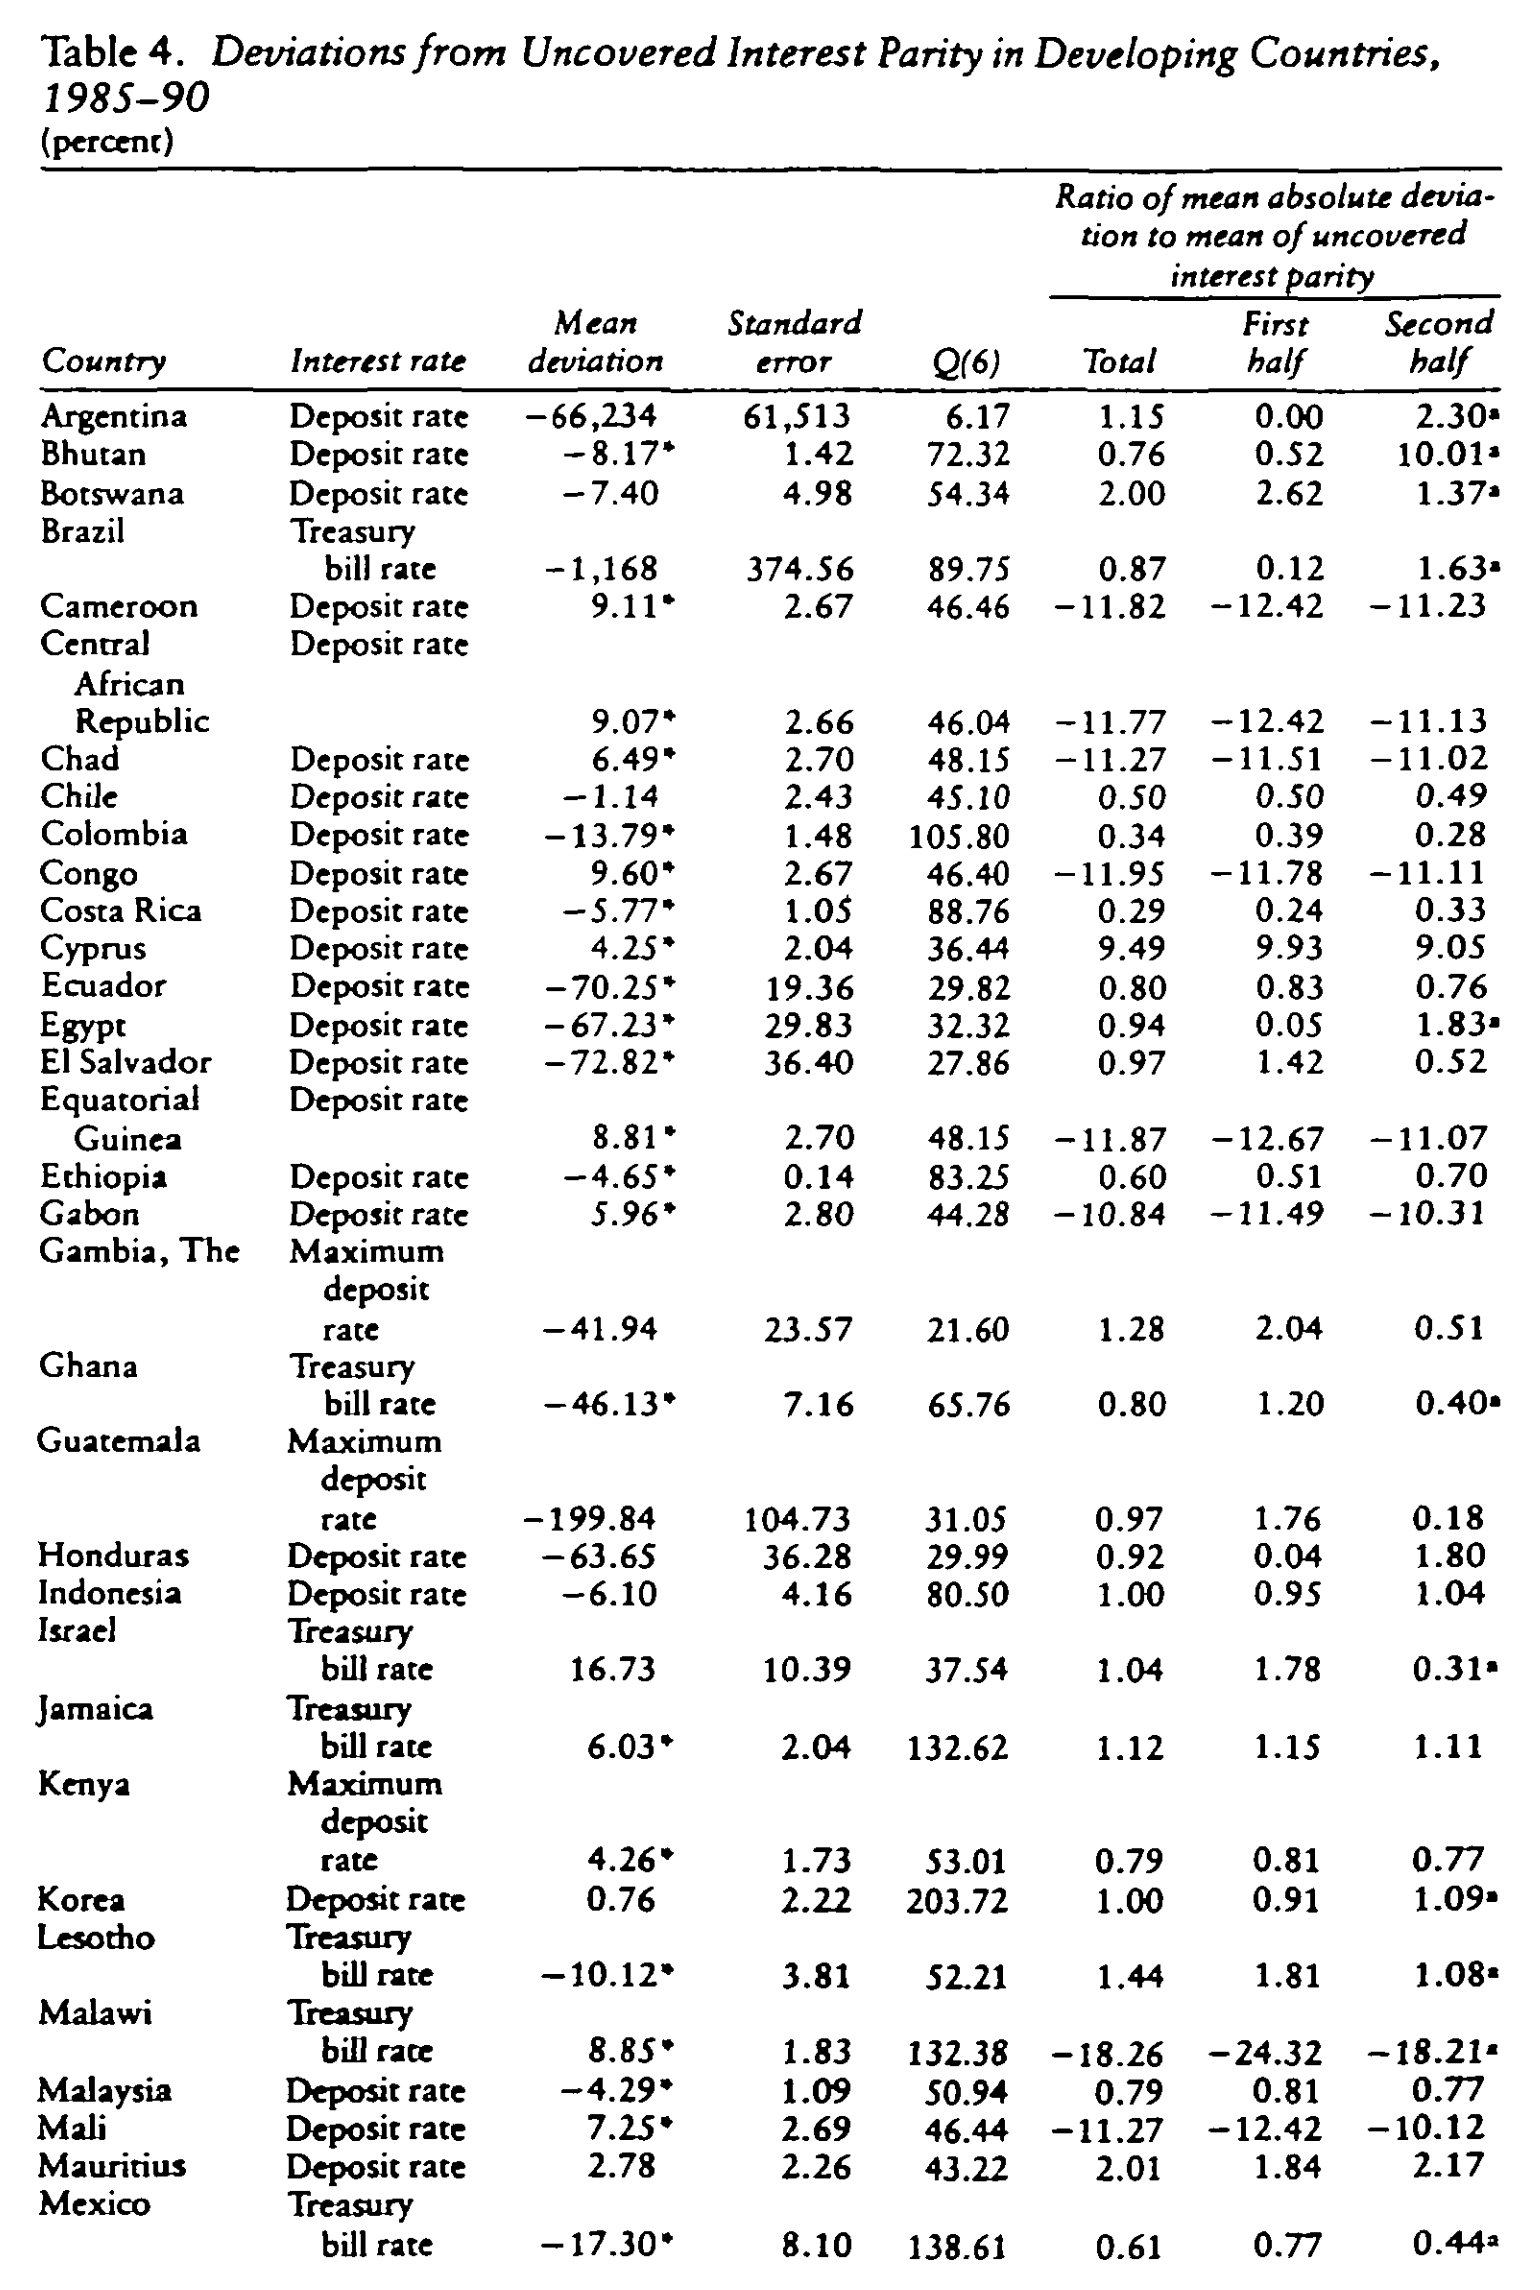 Table 4. Deviations from Uncovered Interest Parity in Developing Countries,
1985–90
(percent)
Ratio of mean absolute devia-
tion to mean of uncovered
interest parity
Mean Standard First Second
Country Interest rate deviation error Q(6) Total half half
Argentina Deposit rate −66,234 61,513 6.17 1.15 0.00 2.30ᵃ
Bhutan Deposit rate −8.17* 1.42 72.32 0.76 0.52 10.01ᵃ
Botswana Deposit rate −7.40 4.98 54.34 2.00 2.62 1.37ᵃ
Brazil Treasury
bill rate −1,168 374.56 89.75 0.87 0.12 1.63ᵃ
Cameroon Deposit rate 9.11* 2.67 46.46 −11.82 −12.42 −11.23
Central Deposit rate
African
Republic 9.07* 2.66 46.04 −11.77 −12.42 −11.13
Chad Deposit rate 6.49* 2.70 48.15 −11.27 −11.51 −11.02
Chile Deposit rate −1.14 2.43 45.10 0.50 0.50 0.49
Colombia Deposit rate −13.79* 1.48 105.80 0.34 0.39 0.28
Congo Deposit rate 9.60* 2.67 46.40 −11.95 −11.78 −11.11
Costa Rica Deposit rate −5.77* 1.05 88.76 0.29 0.24 0.33
Cyprus Deposit rate 4.25* 2.04 36.44 9.49 9.93 9.05
Ecuador Deposit rate −70.25* 19.36 29.82 0.80 0.83 0.76
Egypt Deposit rate −67.23* 29.83 32.32 0.94 0.05 1.83ᵃ
El Salvador Deposit rate −72.82* 36.40 27.86 0.97 1.42 0.52
Equatorial Deposit rate
Guinea 8.81* 2.70 48.15 −11.87 −12.67 −11.07
Ethiopia Deposit rate −4.65* 0.14 83.25 0.60 0.51 0.70
Gabon Deposit rate 5.96* 2.80 44.28 −10.84 −11.49 −10.31
Gambia, The Maximum
deposit
rate −41.94 23.57 21.60 1.28 2.04 0.51
Ghana Treasury
bill rate −46.13* 7.16 65.76 0.80 1.20 0.40ᵃ
Guatemala Maximum
deposit
rate −199.84 104.73 31.05 0.97 1.76 0.18
Honduras Deposit rate −63.65 36.28 29.99 0.92 0.04 1.80
Indonesia Deposit rate −6.10 4.16 80.50 1.00 0.95 1.04
Israel Treasury
bill rate 16.73 10.39 37.54 1.04 1.78 0.31ᵃ
Jamaica Treasury
bill rate 6.03* 2.04 132.62 1.12 1.15 1.11
Kenya Maximum
deposit
rate 4.26* 1.73 53.01 0.79 0.81 0.77
Korea Deposit rate 0.76 2.22 203.72 1.00 0.91 1.09ᵃ
Lesotho Treasury
bill rate −10.12* 3.81 52.21 1.44 1.81 1.08ᵃ
Malawi Treasury
bill rate 8.85* 1.83 132.38 −18.26 −24.32 −18.21ᵃ
Malaysia Deposit rate −4.29* 1.09 50.94 0.79 0.81 0.77
Mali Deposit rate 7.25* 2.69 46.44 −11.27 −12.42 −10.12
Mauritius Deposit rate 2.78 2.26 43.22 2.01 1.84 2.17
Mexico Treasury
bill rate −17.30* 8.10 138.61 0.61 0.77 0.44ᵃ